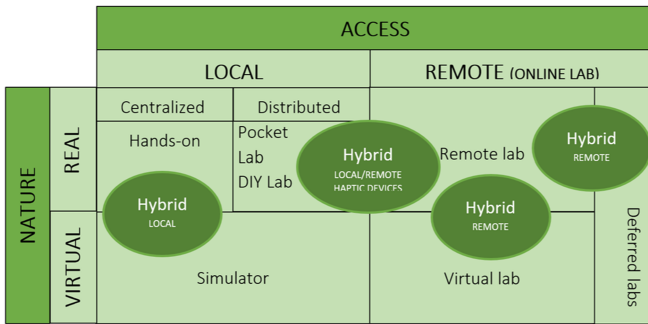 ACCESS
LOCAL
REMOTE (ONLINE LAB)
NATURE
REAL
Centralized
Distributed
Hands-on
Pocket
Lab
DIY Lab
Hybrid
LOCAL/REMOTE
HAPTIC DEVICES
Remote lab
Hybrid
REMOTE
Hybrid
LOCAL
Hybrid
REMOTE
Deferred labs
VIRTUAL
Simulator
Virtual lab